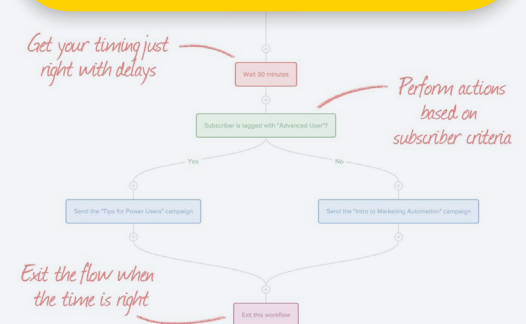 Get your timing just
right with delays
Wait 30 minutes
Perform actions
based on
subscriber criteria
Subscriber is tagged with "Advanced User"?
Yes
No
Send the "Tips for Power Users" campaign
Send the "Intro to Marketing Automation" campaign
Exit the flow when
the time is right
Exit this workflow